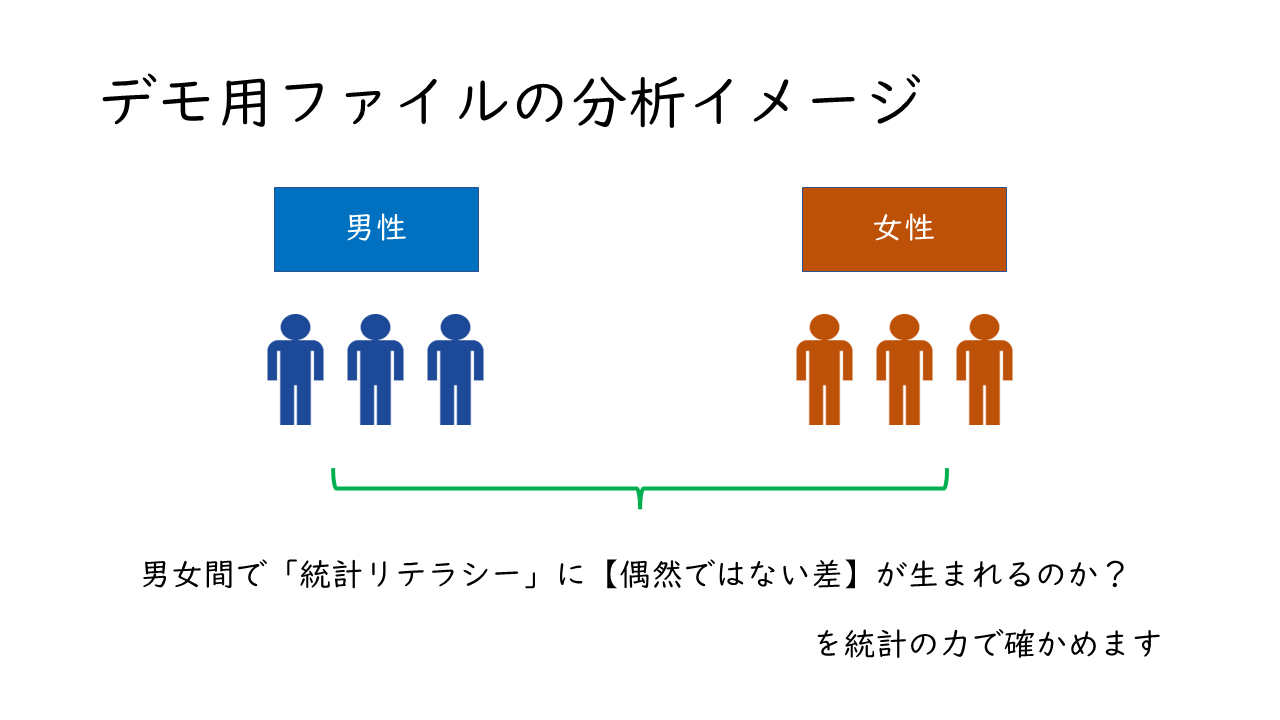 デモ用ファイルの分析イメージ
男性
女性
男女間で「統計リテラシー」に【偶然ではない差】が生まれるのか？
を統計の力で確かめます